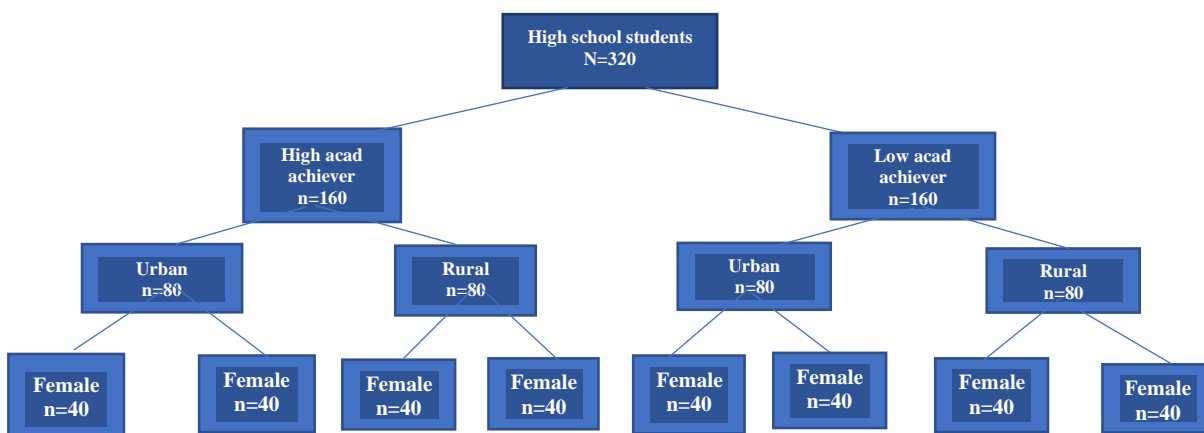 High school students
N=320
High acad
achiever
n=160
Low acad
achiever
n=160
Urban
n=80
Rural
n=80
Urban
n=80
Rural
n=80
Female
n=40
Female
n=40
Female
n=40
Female
n=40
Female
n=40
Female
n=40
Female
n=40
Female
n=40